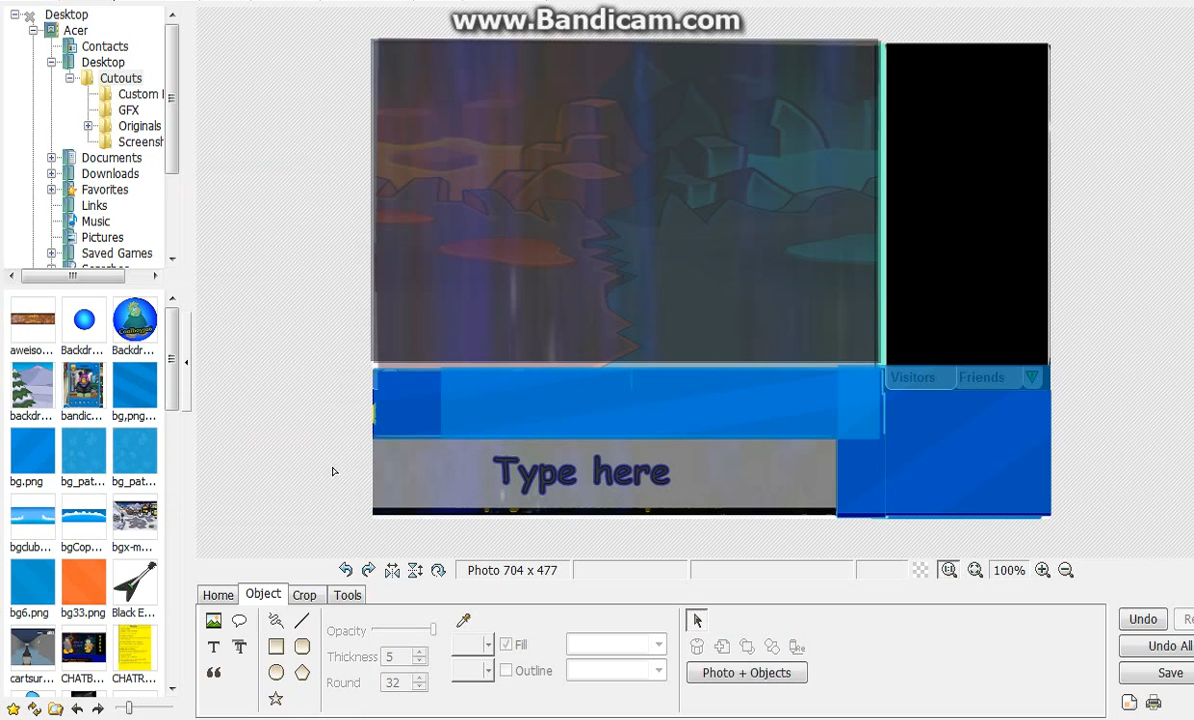 www.Bandicam.com
Desktop
Acer
Contacts
Desktop
Cutouts
Custom
GFX
Originals
Screensh
Documents
Downloads
Favorites
Links
Music
Pictures
Saved Games
aweiso...
Backdr...
Backdr...
backdr...
bandic...
bg,png...
bg.png
bg_pat...
bg_pat...
bgclub...
bgCop...
bgx-m...
bg6.png
bg33.png
Black E...
cartsur...
CHATB...
CHATR...
Visitors
Friends
Type here
Photo 704 x 477
100%
Home
Object
Crop
Tools
Opacity
Thickness
5
Fill
Outline
Round
32
Photo + Objects
Undo
Re
Undo All
Save